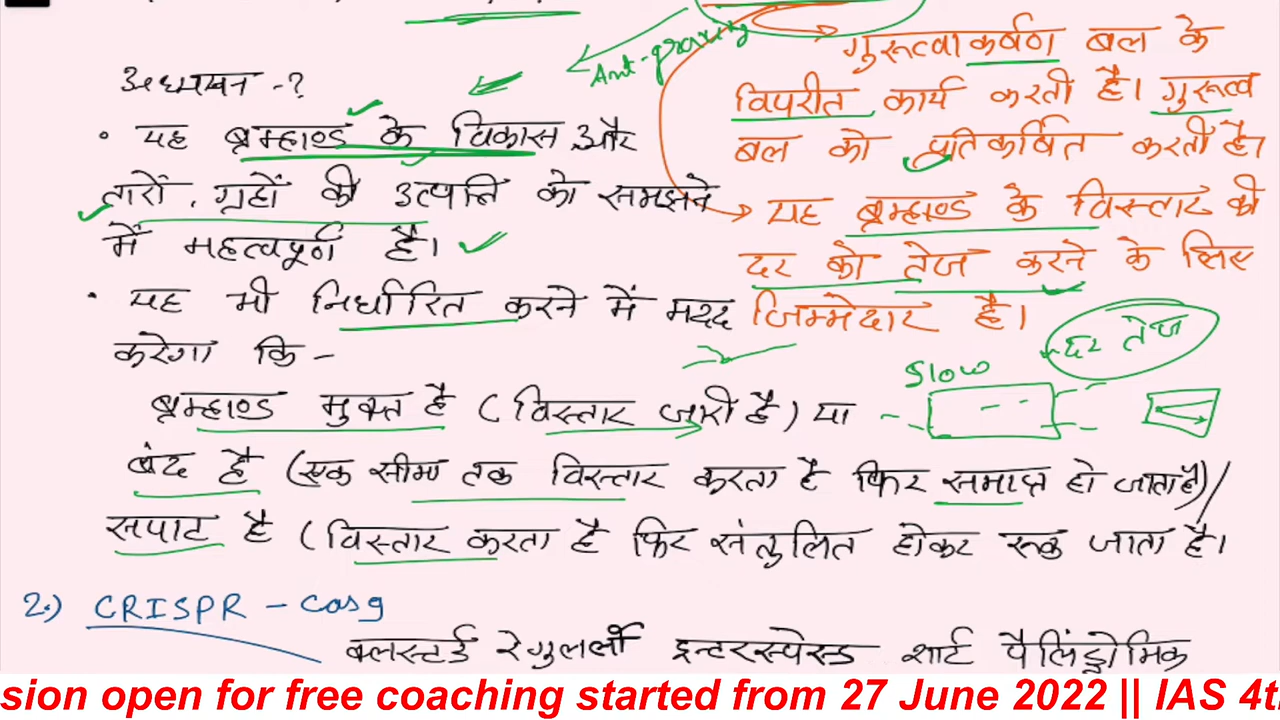 Ant-gravity
गुरूत्वाकर्षण बल के
विपरीत कार्य करती है। गुरूत्व
बल को प्रतिकर्षित करती है।
यह ब्रम्हाण्ड के विस्तार की
दर को तेज करने के लिए
जिम्मेदार है।
अध्ययन -?
• यह ब्रम्हाण्ड के विकास और
तारों, ग्रहों की उत्पत्ति को समझने
में महत्वपूर्ण है।
• यह भी निर्धारित करने में मदद
करेगा कि -
दर तेज
Slow
ब्रम्हाण्ड मुक्त है (विस्तार जारी है) या
बंद है (एक सीमा तक विस्तार करता है फिर समाप्त हो जाता है)/
सपाट है (विस्तार करता है फिर संतुलित होकर रूक जाता है।
2.) CRISPR - Cas9
क्लस्टर्ड रेगुलर्ली इन्टरस्पेस्ड शार्ट पैलिंड्रोमिक
sion open for free coaching started from 27 June 2022 || IAS 4t